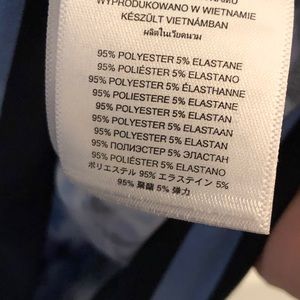 WYPRODUKOWANO W WIETNAMIE
KÉSZÜLT VIETNÁMBAN
ผลิตในเวียดนาม
95% POLYESTER 5% ELASTANE
95% POLIÉSTER 5% ELASTANO
95% POLYESTER 5% ÉLASTHANNE
95% POLIESTERE 5% ELASTANE
95% POLYESTER 5% ELASTAN
95% POLYESTER 5% ELASTAAN
95% ПОЛИЭСТЕР 5% ЭЛАСТАН
95% POLIÉSTER 5% ELASTANO
ポリエステル 95% エラステイン 5%
95% 聚酯 5% 弹力